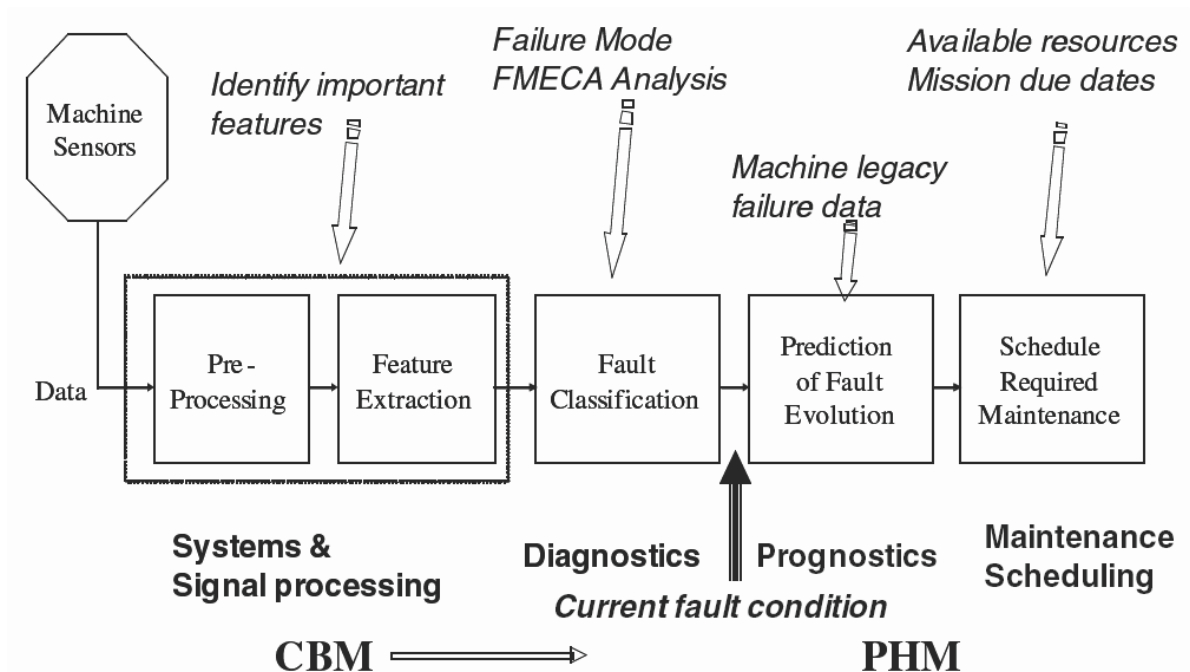 Machine
Sensors
Identify important
features
Failure Mode
FMECA Analysis
Machine legacy
failure data
Available resources
Mission due dates
Data
Pre -
Processing
Feature
Extraction
Fault
Classification
Prediction
of Fault
Evolution
Schedule
Required
Maintenance
Systems &
Signal processing
Diagnostics
Prognostics
Maintenance
Scheduling
Current fault condition
CBM
PHM